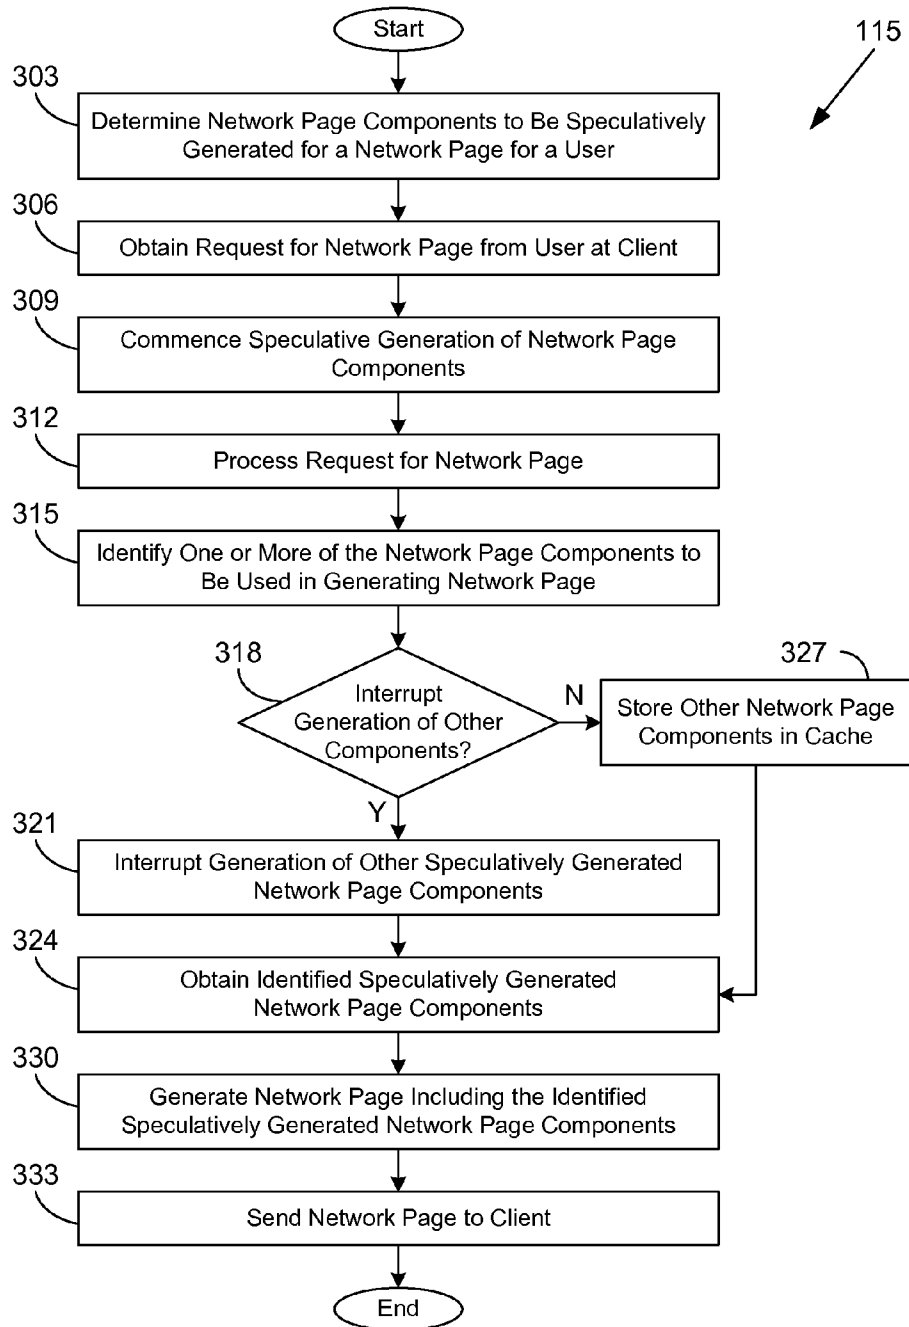 Start
115
303
Determine Network Page Components to Be Speculatively
Generated for a Network Page for a User
306
Obtain Request for Network Page from User at Client
309
Commence Speculative Generation of Network Page
Components
312
Process Request for Network Page
315
Identify One or More of the Network Page Components to
Be Used in Generating Network Page
318
Interrupt
Generation of Other
Components?
N
327
Store Other Network Page
Components in Cache
Y
321
Interrupt Generation of Other Speculatively Generated
Network Page Components
324
Obtain Identified Speculatively Generated
Network Page Components
330
Generate Network Page Including the Identified
Speculatively Generated Network Page Components
333
Send Network Page to Client
End